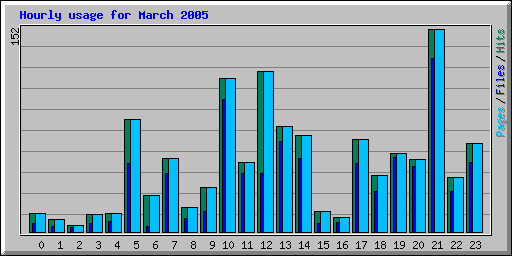 Hourly usage for March 2005
152
Pages/Files/Hits
0 1 2 3 4 5 6 7 8 9 10 11 12 13 14 15 16 17 18 19 20 21 22 23